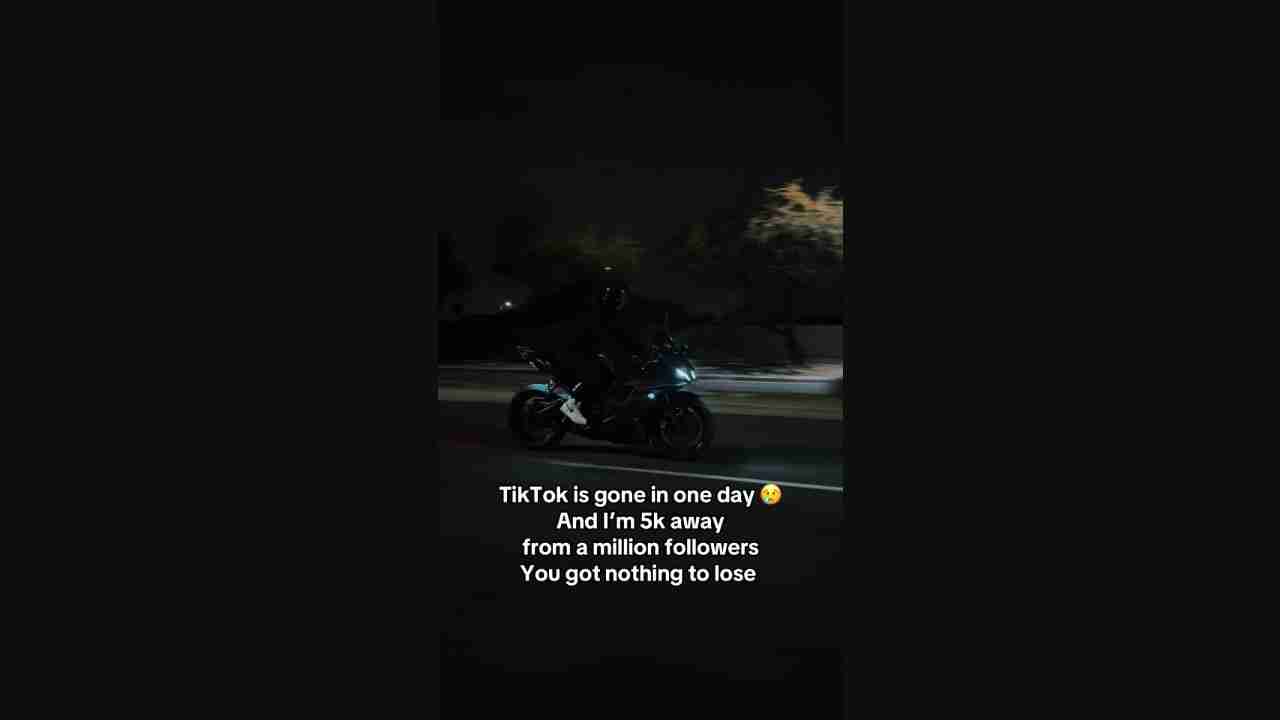 TikTok is gone in one day 😢
And I'm 5k away
from a million followers
You got nothing to lose